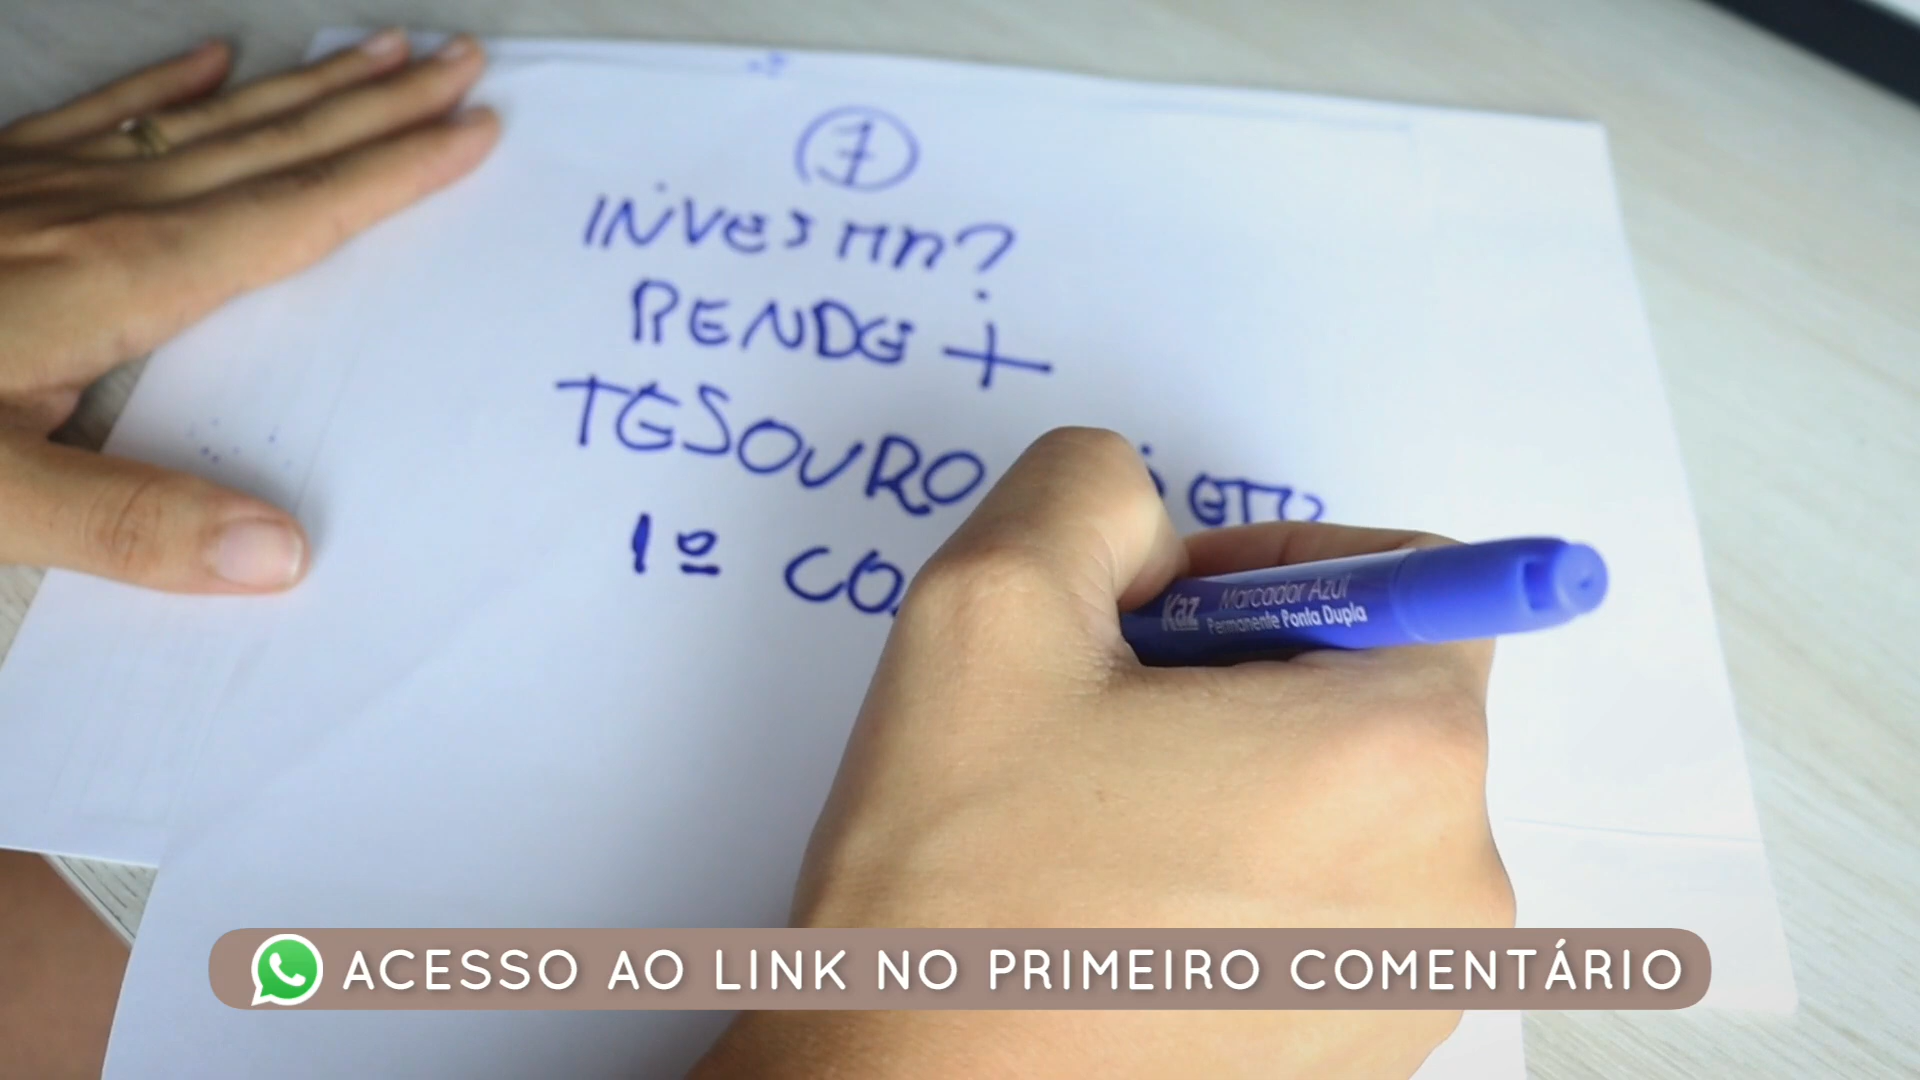 7
INVESTIR?
RENDE +
TESOURO
1º
Kaz Marcador Azul
Permanente Ponta Dupla
ACESSO AO LINK NO PRIMEIRO COMENTÁRIO